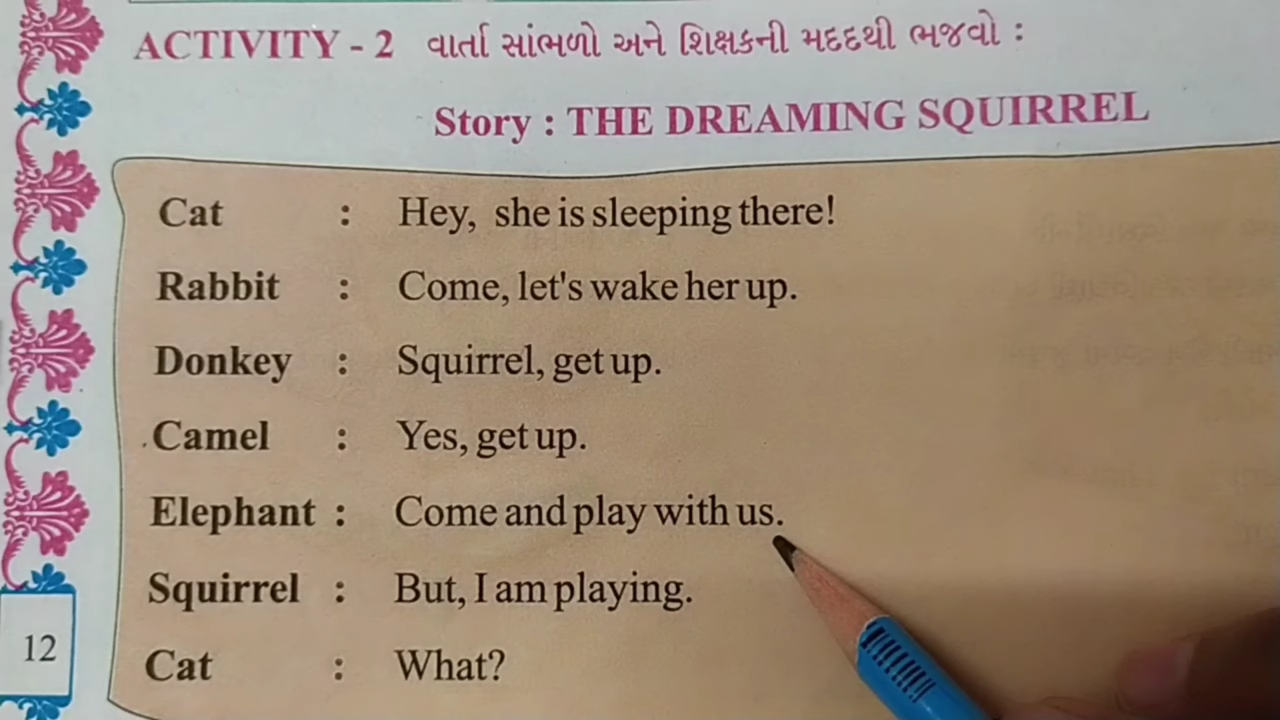 ACTIVITY - 2 વાર્તા સાંભળો અને શિક્ષકની મદદથી ભજવો :
Story : THE DREAMING SQUIRREL
Cat : Hey, she is sleeping there!
Rabbit : Come, let's wake her up.
Donkey : Squirrel, get up.
Camel : Yes, get up.
Elephant : Come and play with us.
Squirrel : But, I am playing.
Cat : What?
12